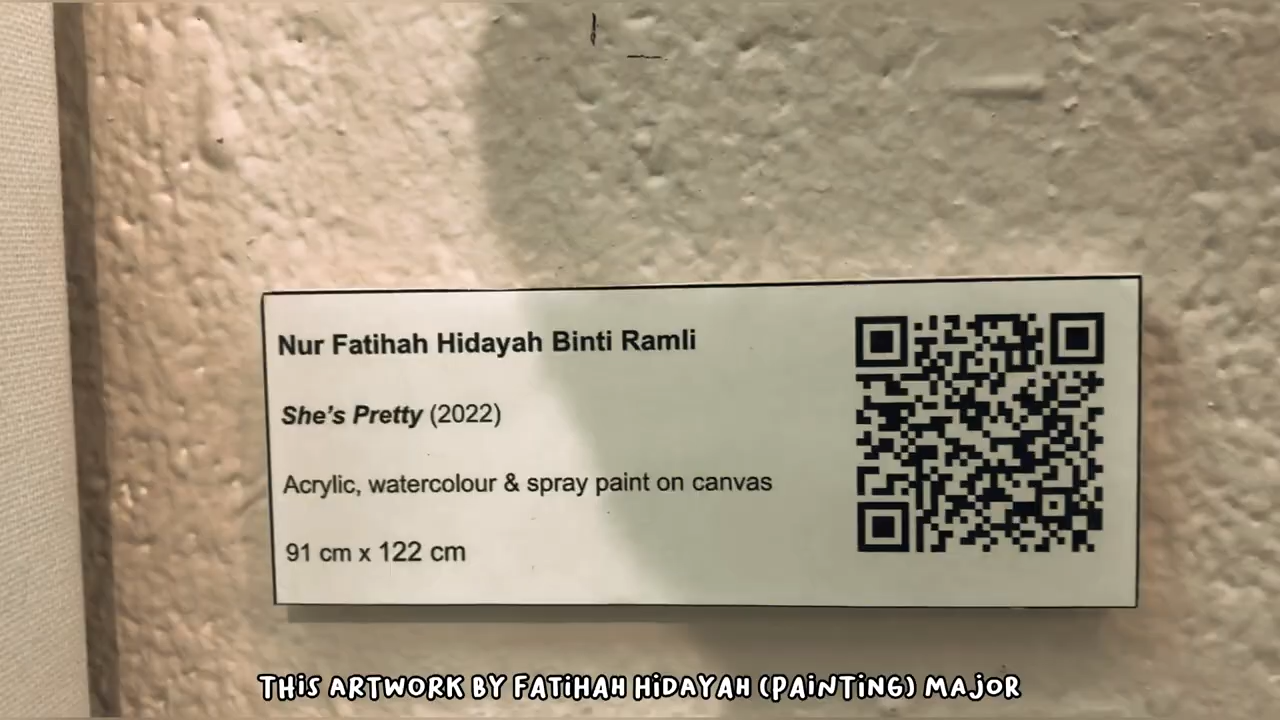 Nur Fatihah Hidayah Binti Ramli
She's Pretty (2022)
Acrylic, watercolour & spray paint on canvas
91 cm x 122 cm
THiS ARTWORK BY FATiHAH HiDAYAH (PAiNTiNG) MAJOR